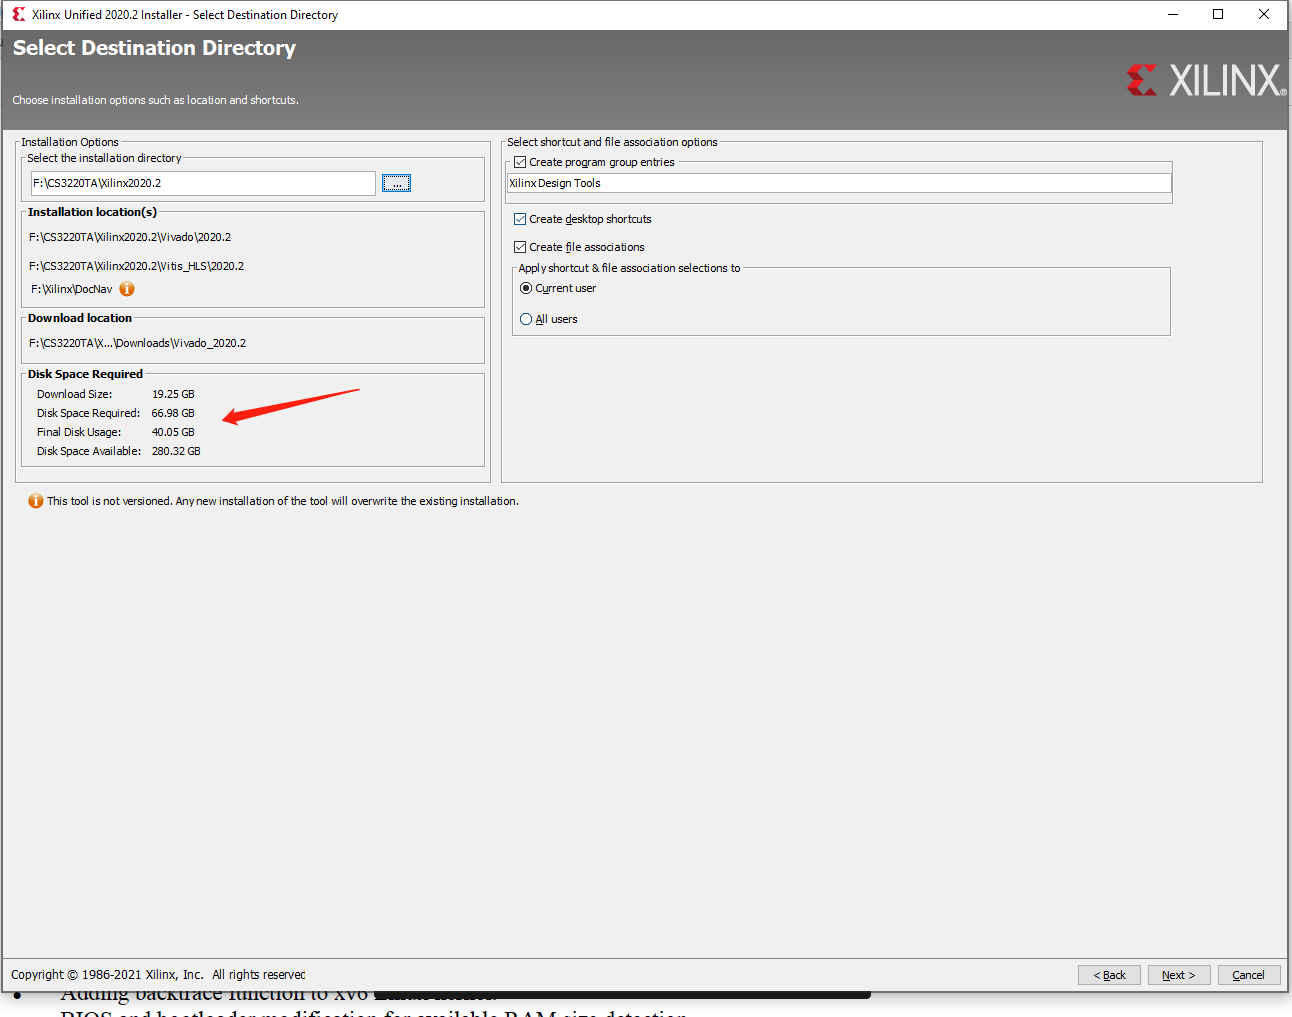 Xilinx Unified 2020.2 Installer - Select Destination Directory
Select Destination Directory
Choose installation options such as location and shortcuts.
XILINX®
Installation Options
Select the installation directory
F:\CS3220TA\Xilinx2020.2
...
Installation location(s)
F:\CS3220TA\Xilinx2020.2\Vivado\2020.2
F:\CS3220TA\Xilinx2020.2\Vitis_HLS\2020.2
F:\Xilinx\DocNav
Download location
F:\CS3220TA\X...\Downloads\Vivado_2020.2
Disk Space Required
Download Size: 19.25 GB
Disk Space Required: 66.98 GB
Final Disk Usage: 40.05 GB
Disk Space Available: 280.32 GB
Select shortcut and file association options
Create program group entries
Xilinx Design Tools
Create desktop shortcuts
Create file associations
Apply shortcut & file association selections to
Current user
All users
This tool is not versioned. Any new installation of the tool will overwrite the existing installation.
Copyright © 1986-2021 Xilinx, Inc. All rights reserved
< Back
Next >
Cancel
Adding backtrace function to xv6
BIOS and bootloader modification for available RAM size detection